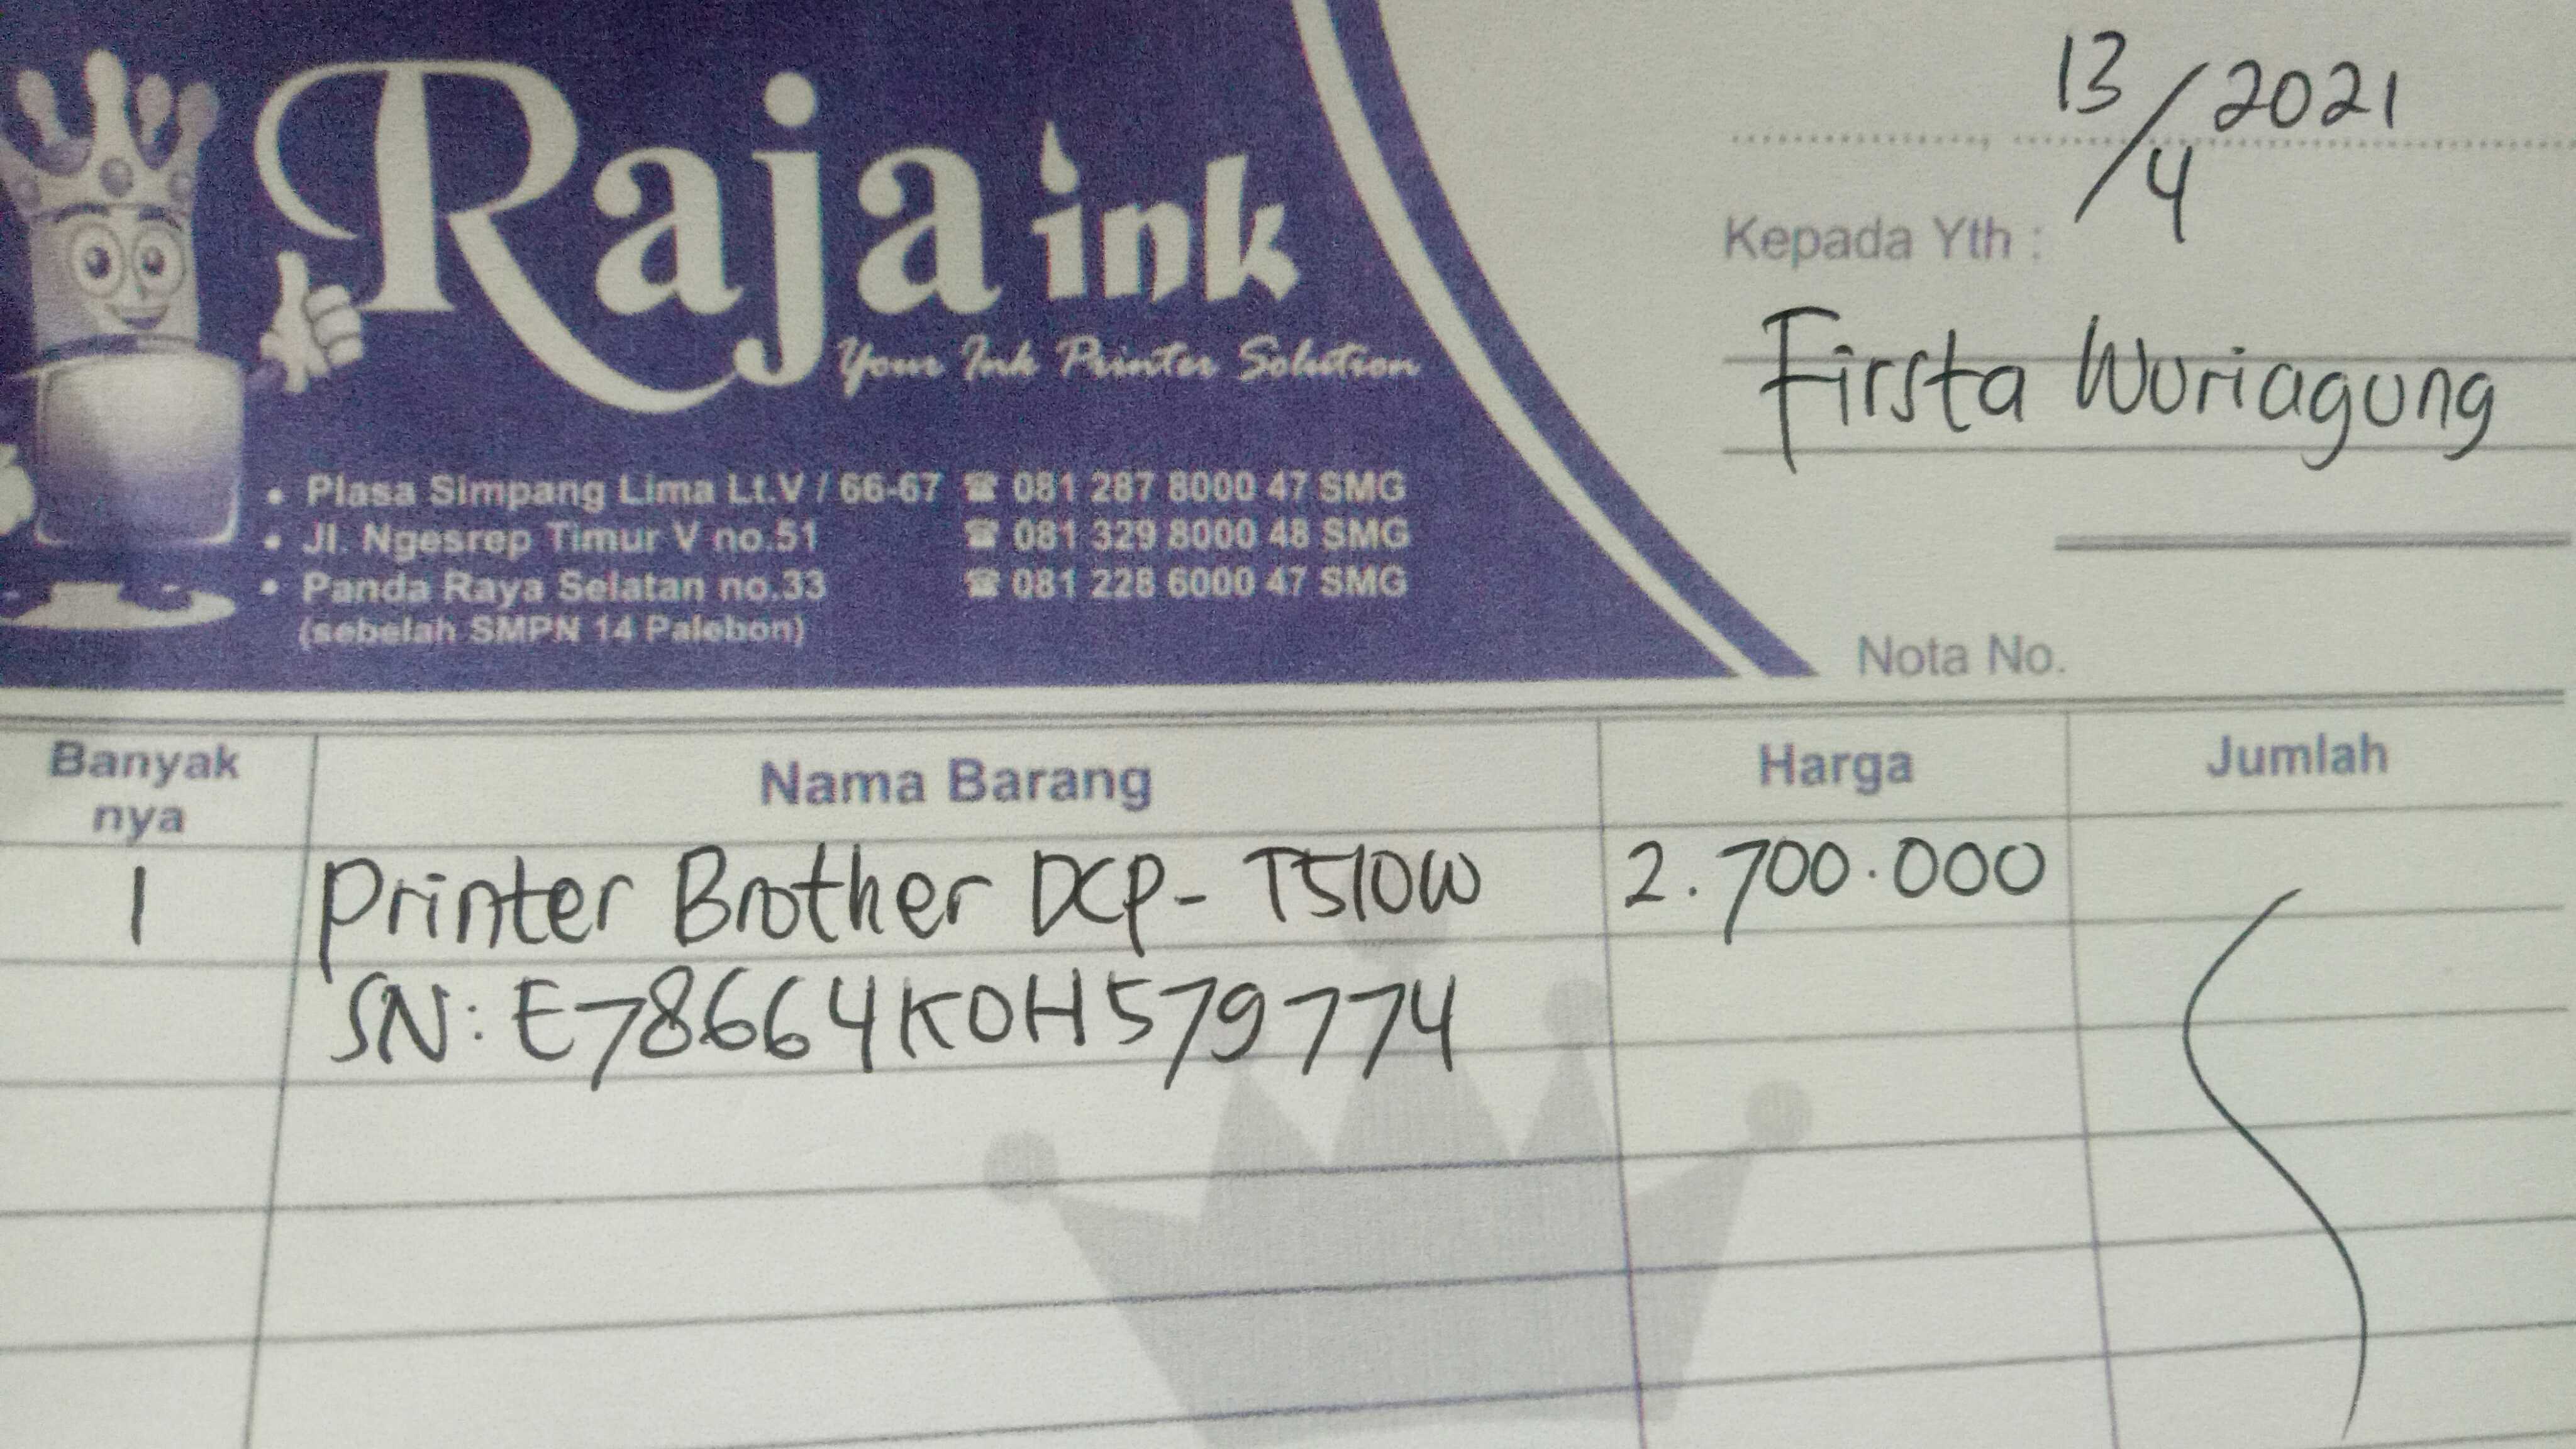 Raja ink
Your Ink Printer Solution
• Plasa Simpang Lima Lt.V / 66-67 ☎ 081 287 8000 47 SMG
• Jl. Ngesrep Timur V no.51 ☎ 081 329 8000 48 SMG
• Panda Raya Selatan no.33 ☎ 081 228 6000 47 SMG
(sebelah SMPN 14 Palebon)
13/4 2021
Kepada Yth :
Firsta Wuriagung
Nota No.
Banyak nya Nama Barang Harga Jumlah
1 Printer Brother DCP- T510W 2.700.000
SN: E78664K0H579774